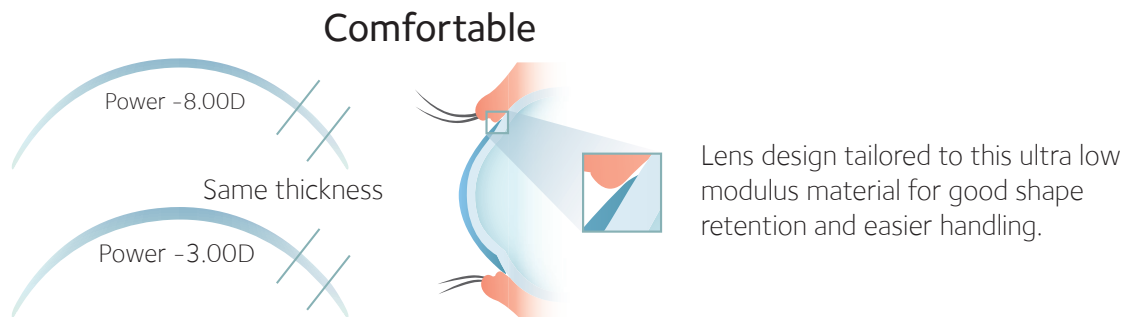 Comfortable
Power -8.00D
Same thickness
Power -3.00D
Lens design tailored to this ultra low
modulus material for good shape
retention and easier handling.